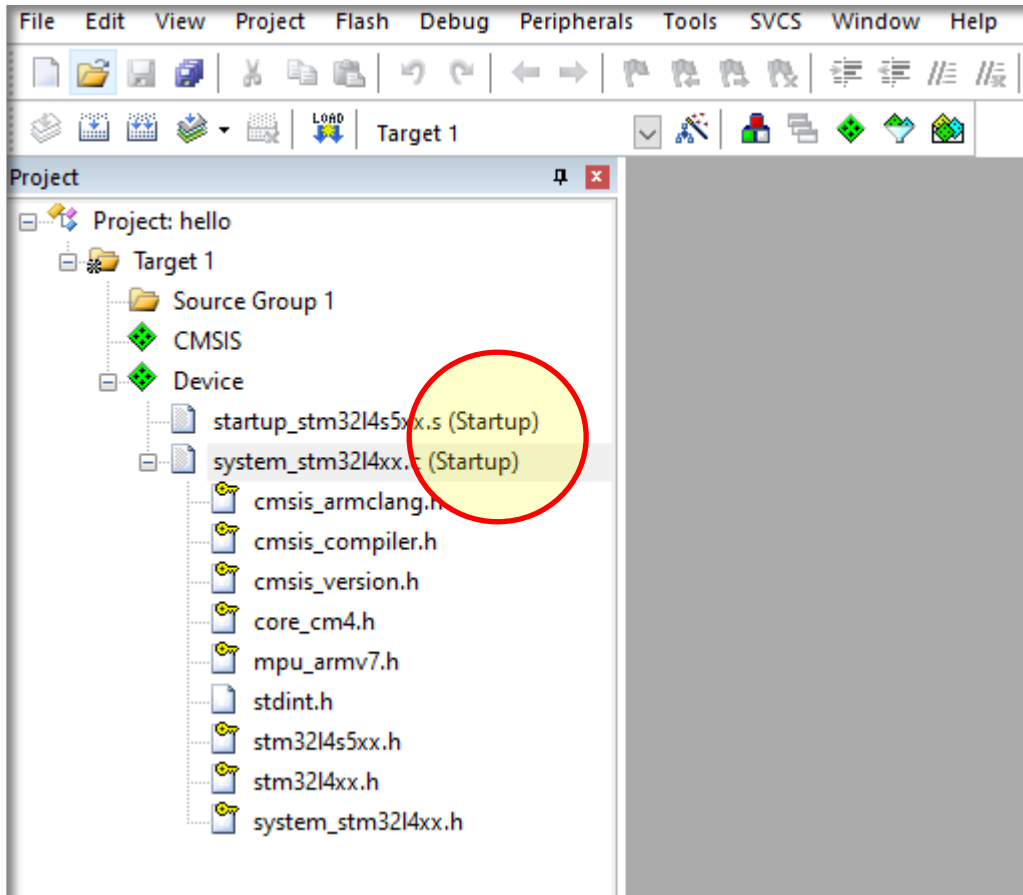 File Edit View Project Flash Debug Peripherals Tools SVCS Window Help
LOAD Target 1
Project
Project: hello
Target 1
Source Group 1
CMSIS
Device
startup_stm32l4s5xx.s (Startup)
system_stm32l4xx.c (Startup)
cmsis_armclang.h
cmsis_compiler.h
cmsis_version.h
core_cm4.h
mpu_armv7.h
stdint.h
stm32l4s5xx.h
stm32l4xx.h
system_stm32l4xx.h